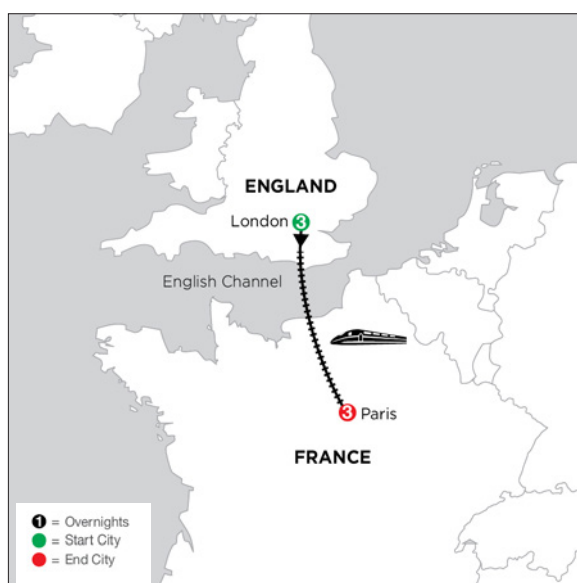 ENGLAND
London 3
English Channel
3 Paris
FRANCE
1 = Overnights
= Start City
= End City